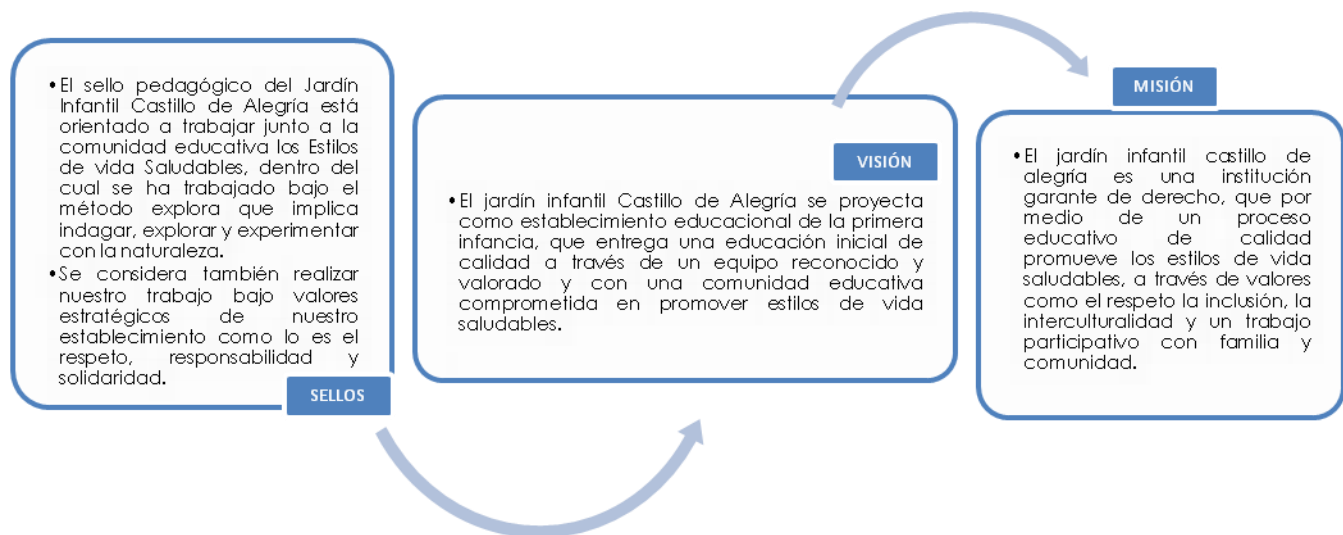 •El sello pedagógico del Jardín
Infantil Castillo de Alegría está
orientado a trabajar junto a la
comunidad educativa los Estilos
de vida Saludables, dentro del
cual se ha trabajado bajo el
método explora que implica
indagar, explorar y experimentar
con la naturaleza.
•Se considera también realizar
nuestro trabajo bajo valores
estratégicos de nuestro
establecimiento como lo es el
respeto, responsabilidad y
solidaridad.
SELLOS
VISIÓN
•El jardín infantil Castillo de Alegría se proyecta
como establecimiento educacional de la primera
infancia, que entrega una educación inicial de
calidad a través de un equipo reconocido y
valorado y con una comunidad educativa
comprometida en promover estilos de vida
saludables.
MISIÓN
•El jardín infantil castillo de
alegría es una institución
garante de derecho, que por
medio de un proceso
educativo de calidad
promueve los estilos de vida
saludables, a través de valores
como el respeto la inclusión, la
interculturalidad y un trabajo
participativo con familia y
comunidad.